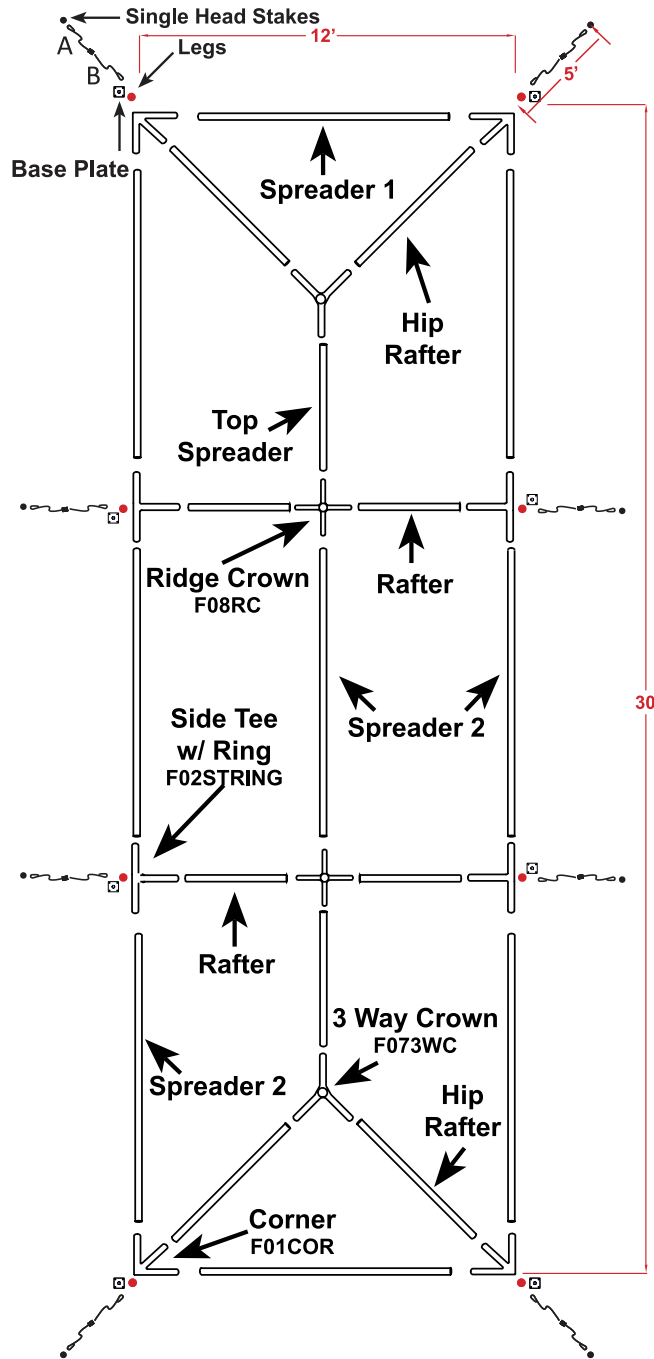 Single Head Stakes
A
B
Legs
12'
5'
Base Plate
Spreader 1
Hip
Rafter
Top
Spreader
Ridge Crown
F08RC
Rafter
30
Side Tee
w/ Ring
F02STRING
Spreader 2
Rafter
3 Way Crown
F073WC
Spreader 2
Hip
Rafter
Corner
F01COR